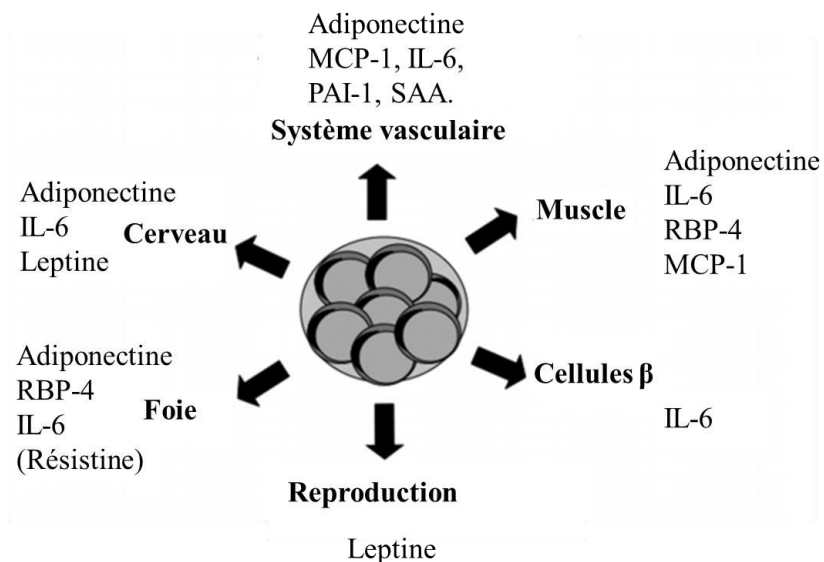 Adiponectine
MCP-1, IL-6,
PAI-1, SAA.
Système vasculaire
Adiponectine
IL-6
Leptine
Cerveau
Muscle
Adiponectine
IL-6
RBP-4
MCP-1
Adiponectine
RBP-4
IL-6
(Résistine)
Foie
Cellules β
IL-6
Reproduction
Leptine